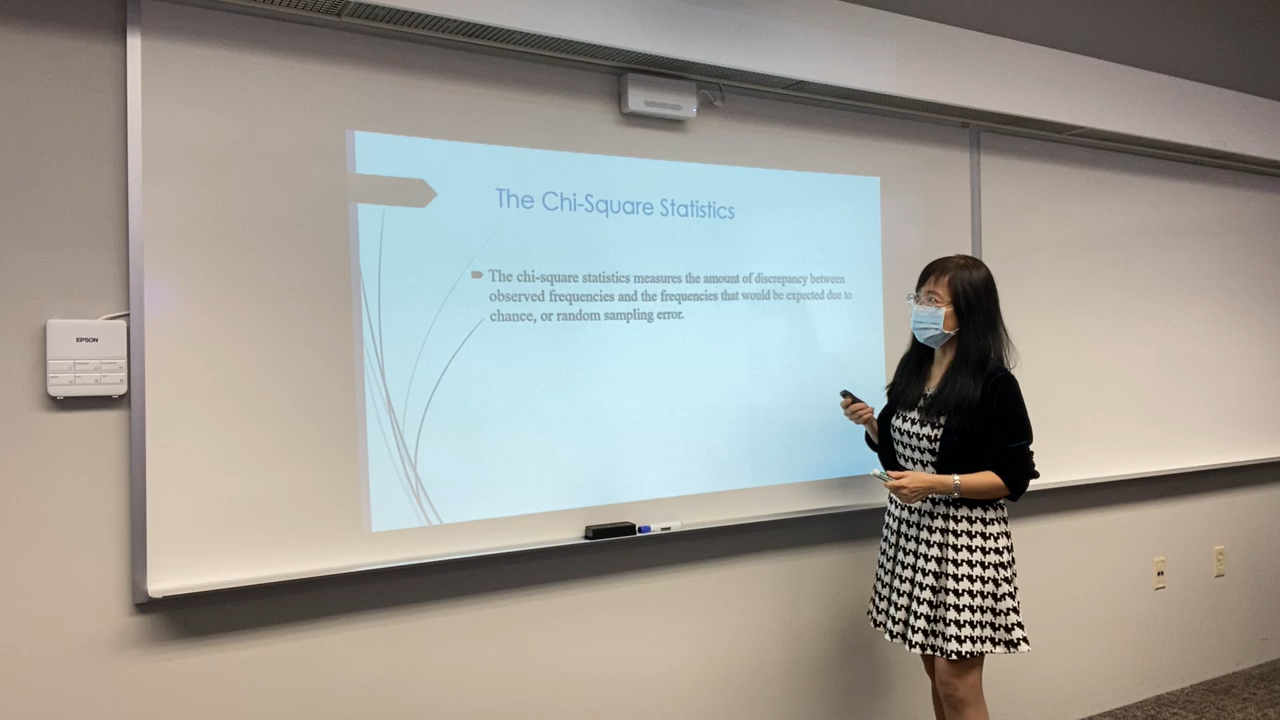 The Chi-Square Statistics
The chi-square statistics measures the amount of discrepancy between
observed frequencies and the frequencies that would be expected due to
chance, or random sampling error.
EPSON